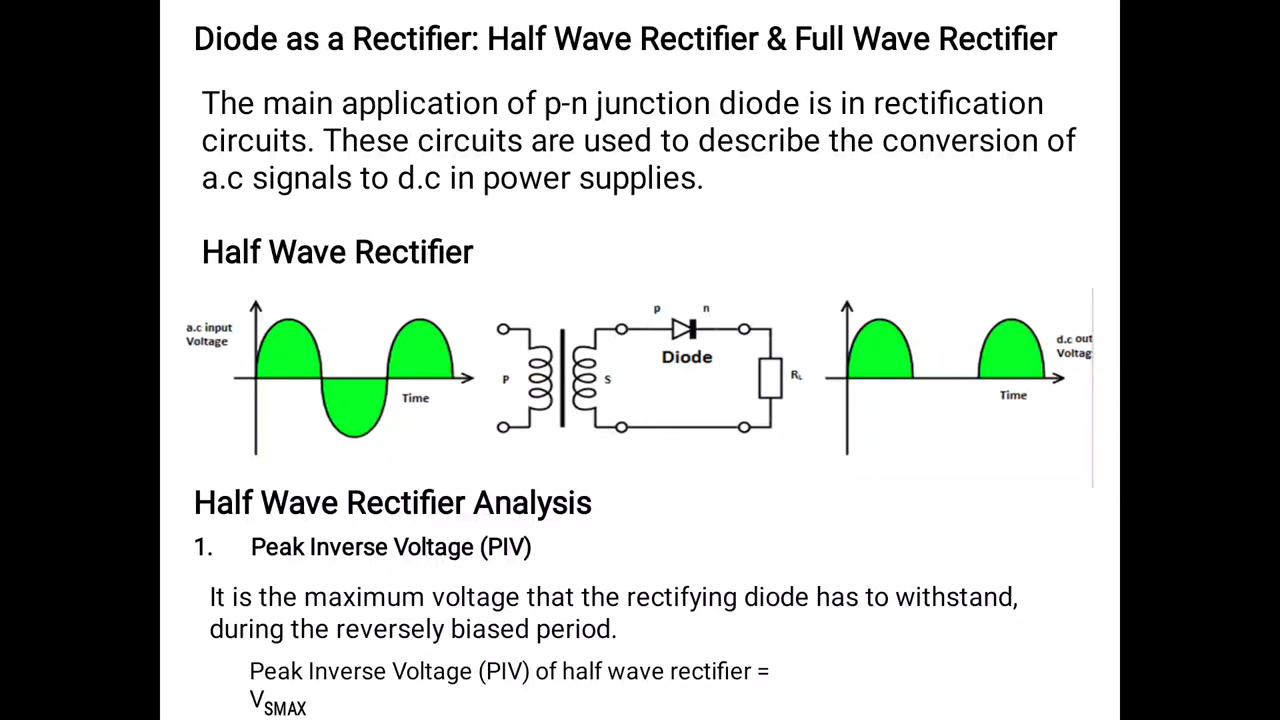 Diode as a Rectifier: Half Wave Rectifier & Full Wave Rectifier
The main application of p-n junction diode is in rectification
circuits. These circuits are used to describe the conversion of
a.c signals to d.c in power supplies.
Half Wave Rectifier
a.c input
Voltage
Time
P
S
p
n
Diode
RL
d.c out
Voltag
Time
Half Wave Rectifier Analysis
1. Peak Inverse Voltage (PIV)
It is the maximum voltage that the rectifying diode has to withstand,
during the reversely biased period.
Peak Inverse Voltage (PIV) of half wave rectifier =
VSMAX